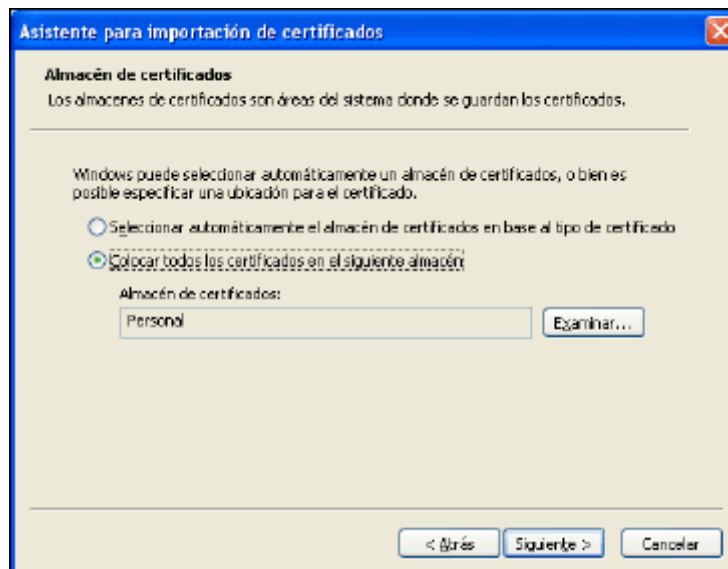 Asistente para importación de certificados
Almacén de certificados
Los almacenes de certificados son áreas del sistema donde se guardan los certificados.
Windows puede seleccionar automáticamente un almacén de certificados, o bien es
posible especificar una ubicación para el certificado.
Seleccionar automáticamente el almacén de certificados en base al tipo de certificado
Colocar todos los certificados en el siguiente almacén
Almacén de certificados:
Personal
Examinar...
< Atrás
Siguiente >
Cancelar